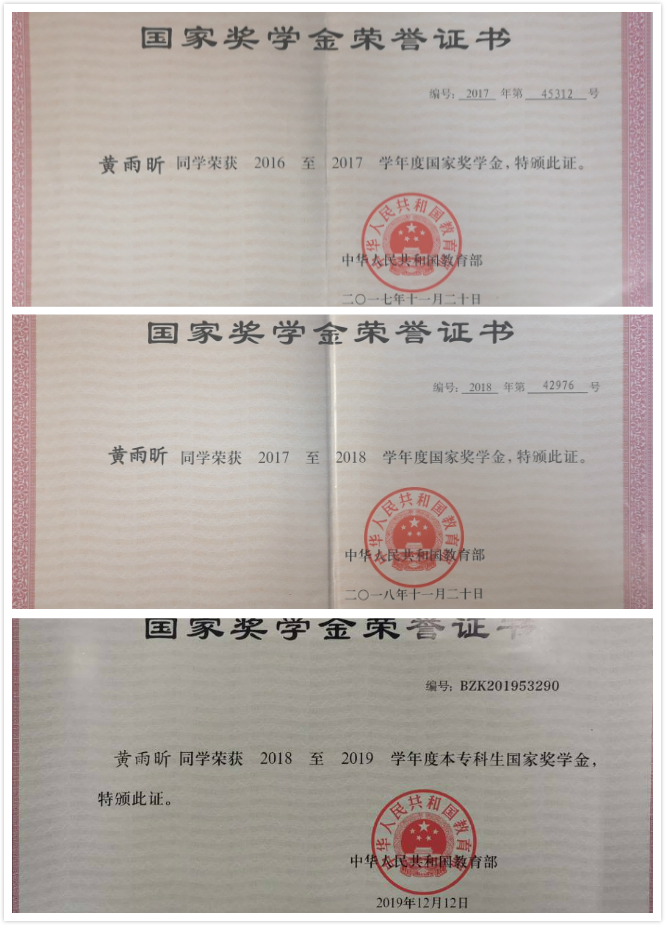 国家奖学金荣誉证书
编号: 2017 年第 45312 号
黄雨昕 同学荣获 2016 至 2017 学年度国家奖学金,特颁此证。
中华人民共和国教育部
中华人民共和国教育部
二〇一七年十一月二十日
国家奖学金荣誉证书
编号: 2018 年第 42976 号
黄雨昕 同学荣获 2017 至 2018 学年度国家奖学金,特颁此证。
中华人民共和国教育部
中华人民共和国教育部
二〇一八年十一月二十日
国家奖学金荣誉证书
编号: BZK201953290
黄雨昕 同学荣获 2018 至 2019 学年度本专科生国家奖学金,
特颁此证。
中华人民共和国教育部
中华人民共和国教育部
2019年12月12日